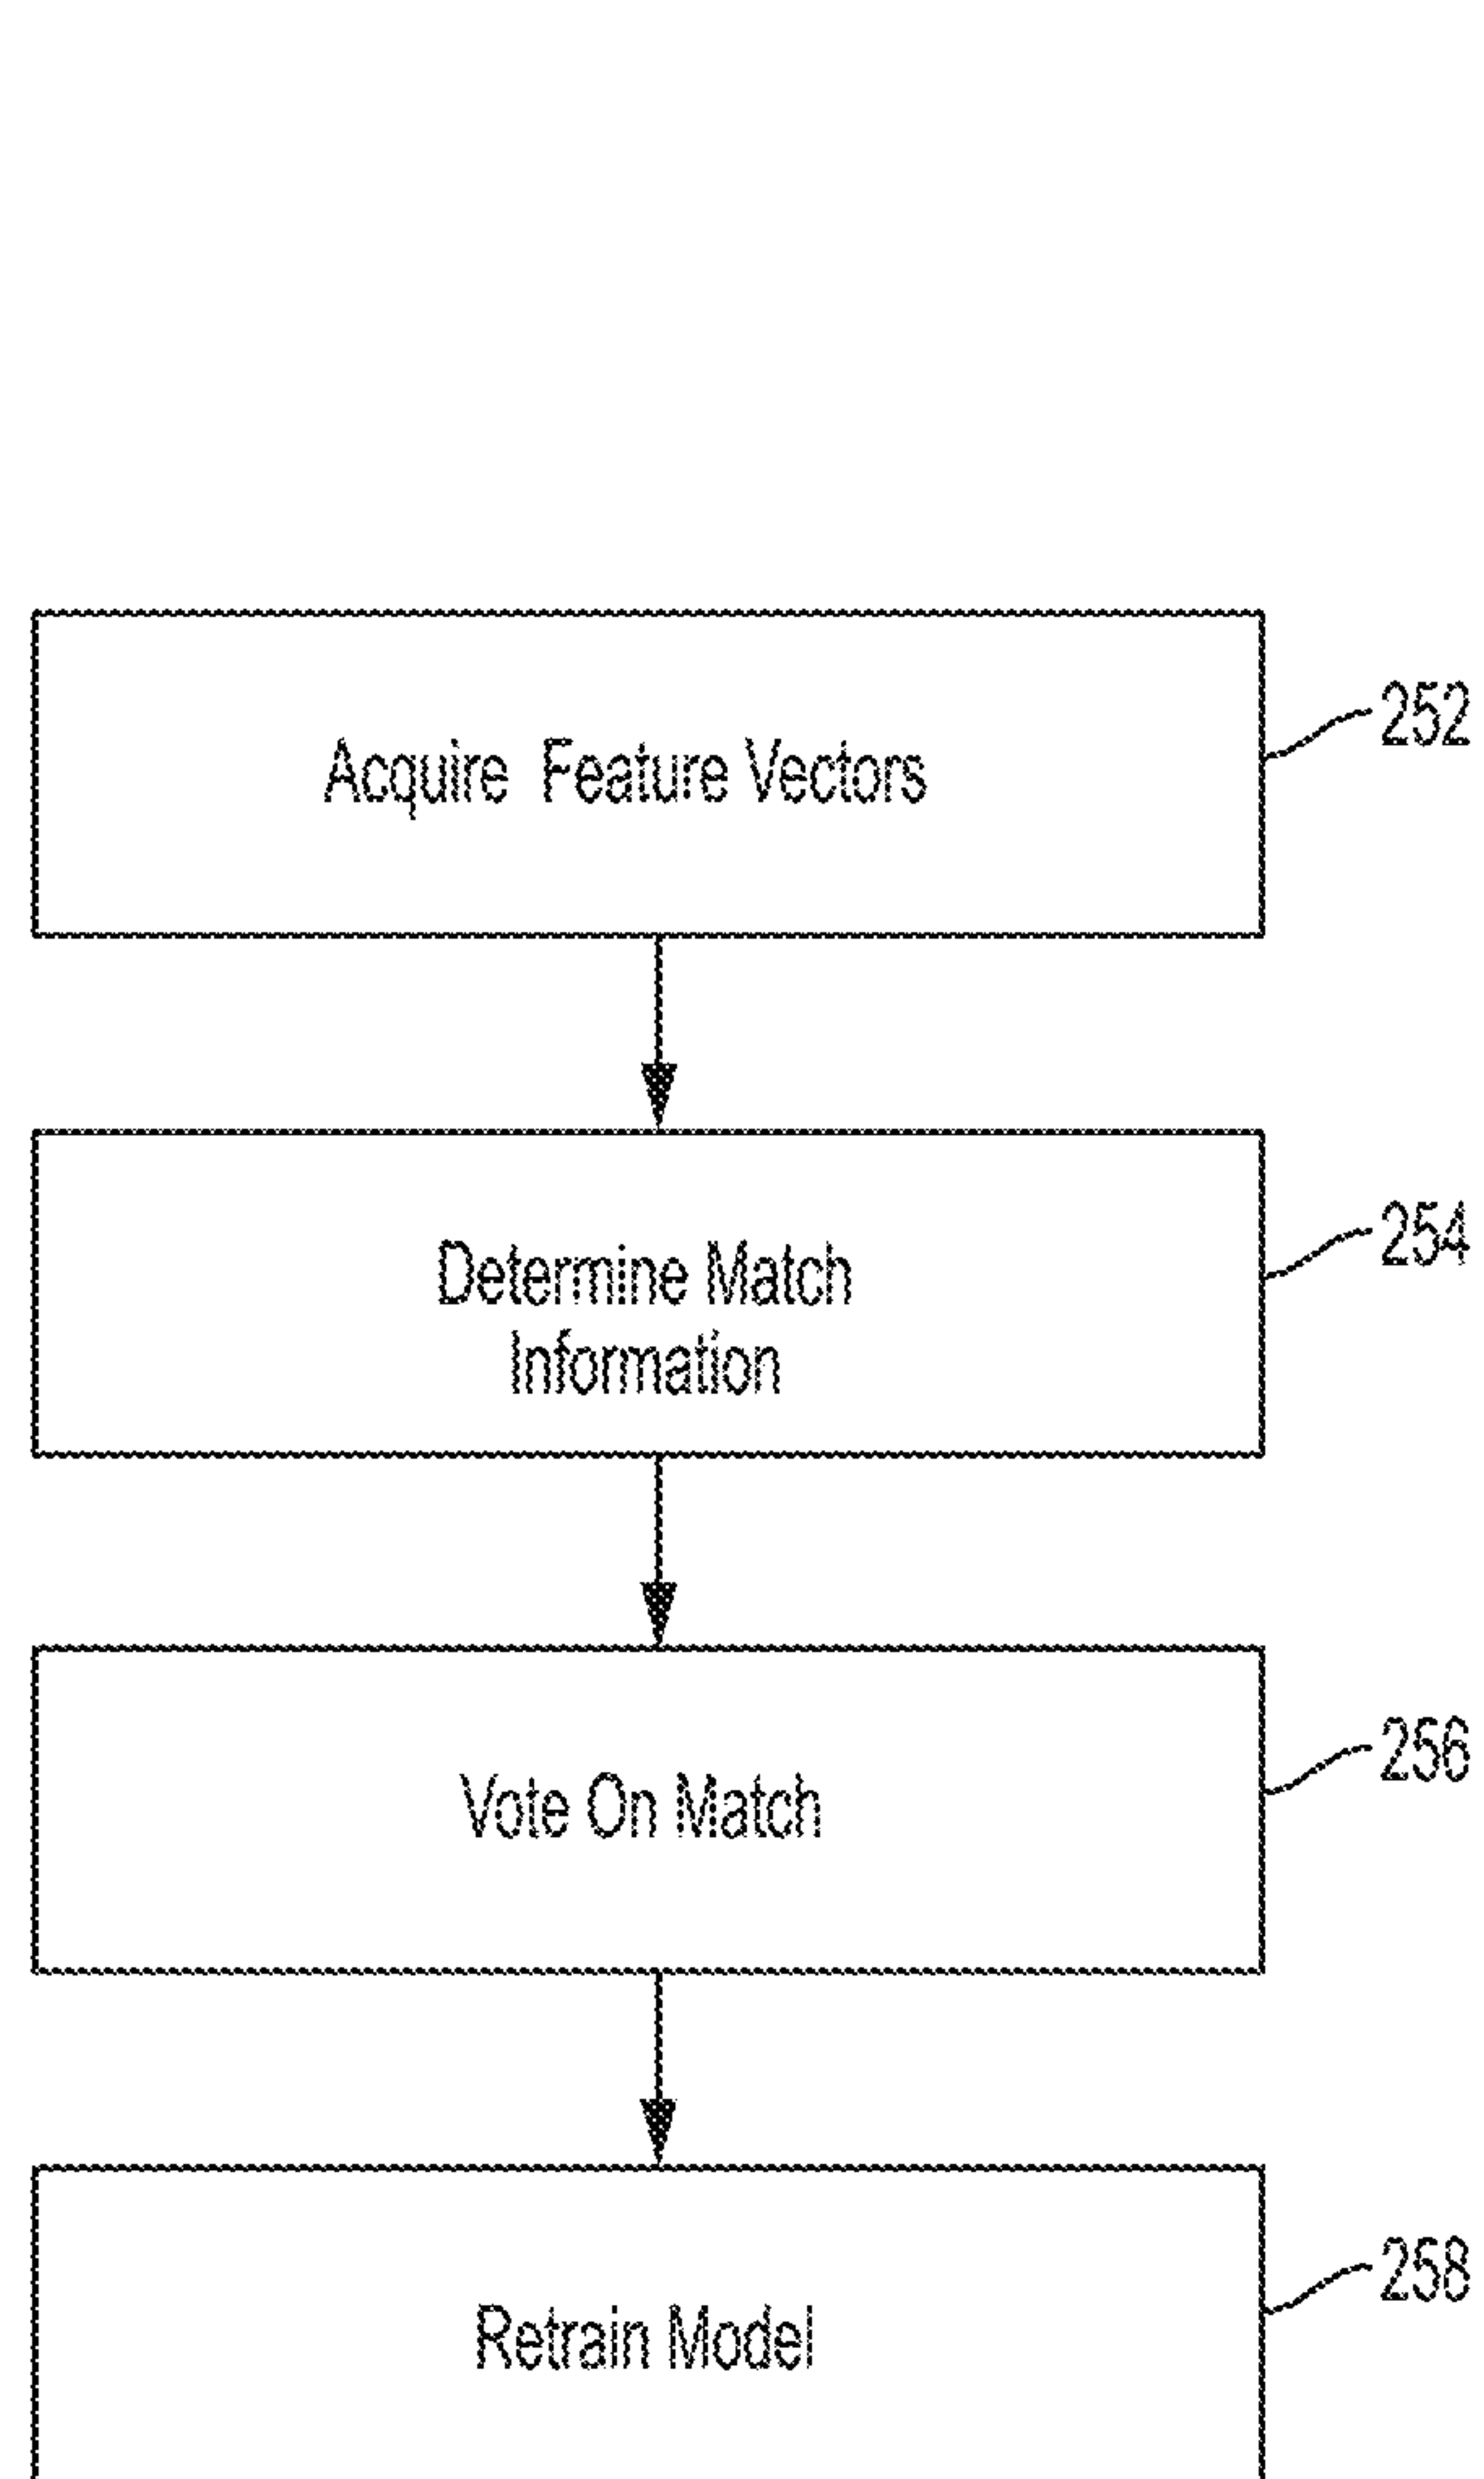 Acquire Feature Vectors
252
Determine Match
Information
254
Vote On Match
256
Retrain Model
258